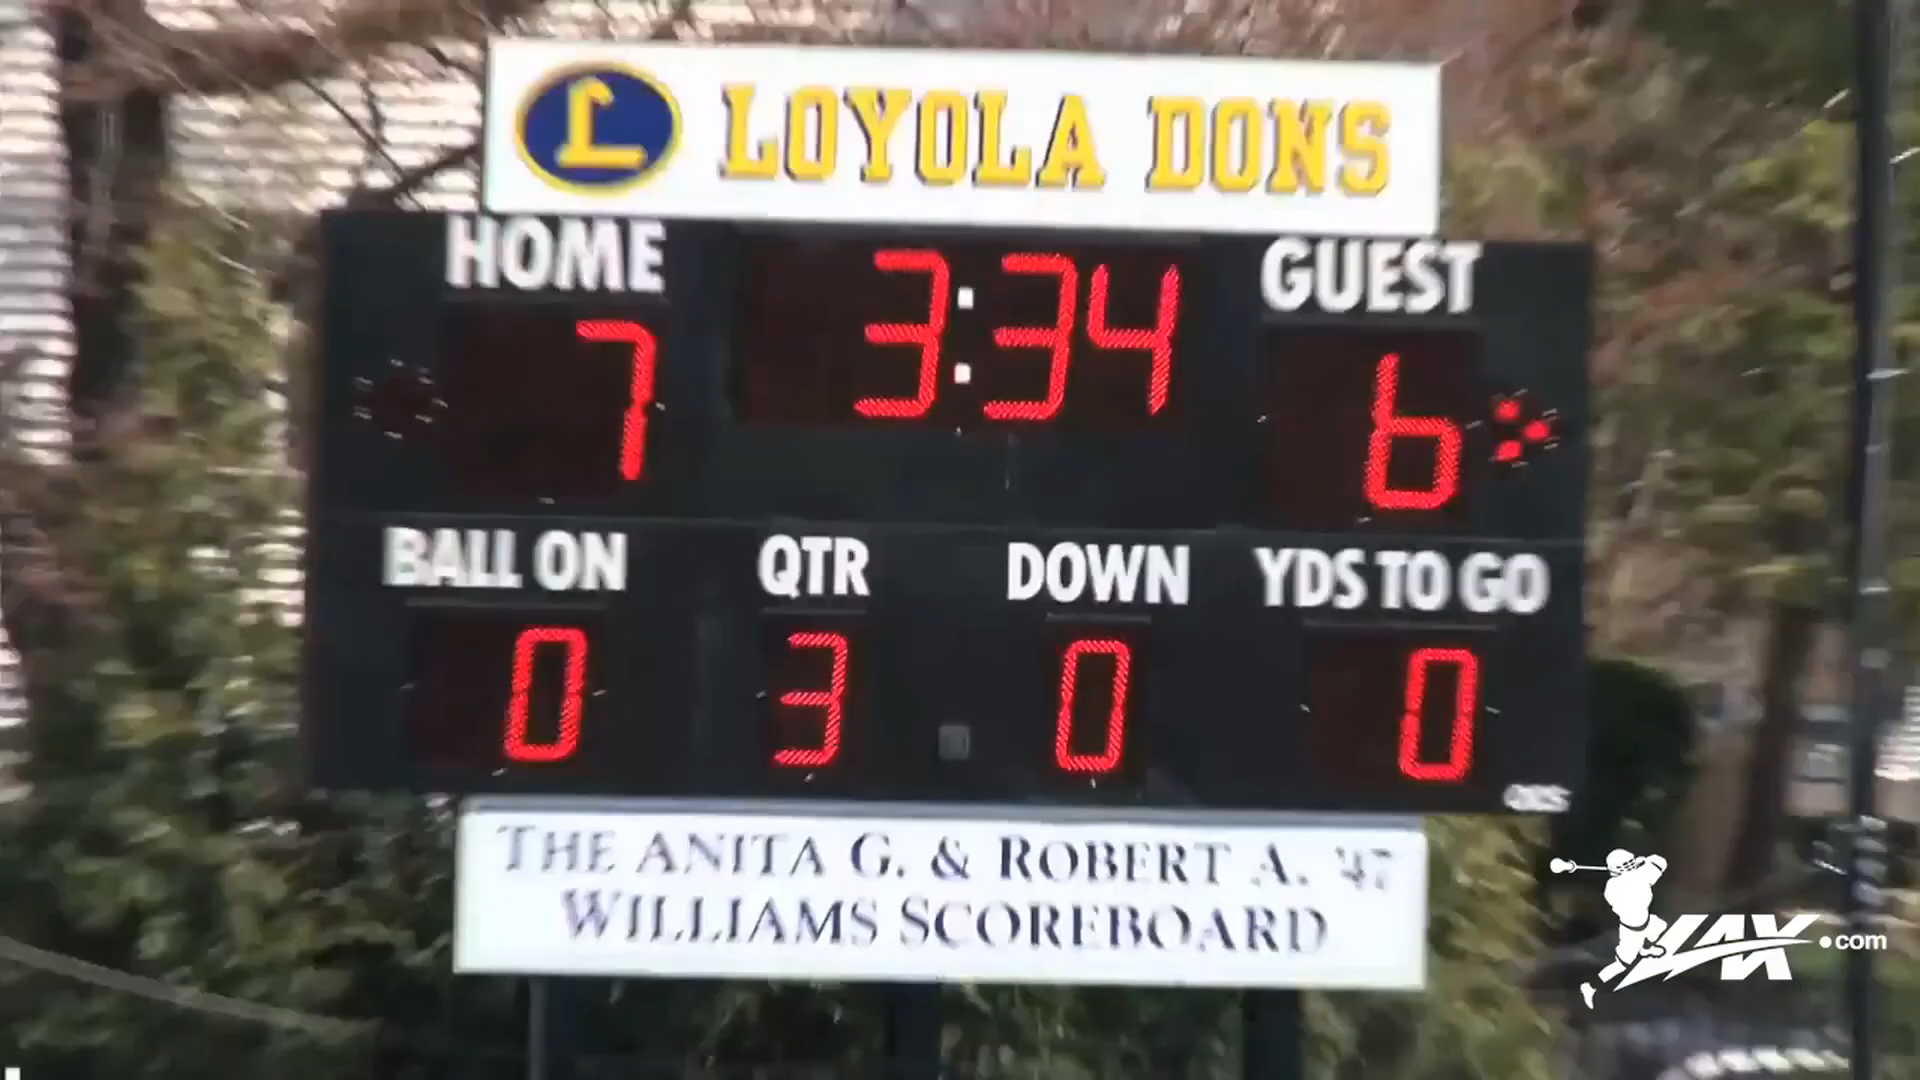 L LOYOLA DONS
HOME 3:34 GUEST
7 6
BALL ON QTR DOWN YDS TO GO
0 3 0 0
THE ANITA G. & ROBERT A. '47
WILLIAMS SCOREBOARD
LAX.com